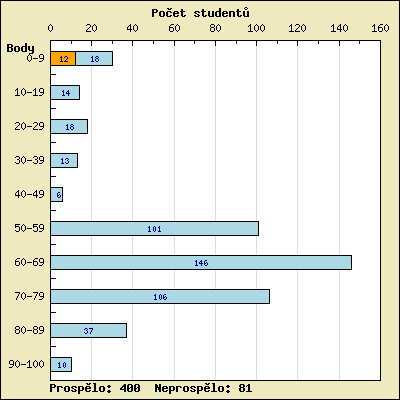 Počet studentů
0 20 40 60 80 100 120 140 160
Body
0-9 12 18
10-19 14
20-29 18
30-39 13
40-49 6
50-59 101
60-69 146
70-79 106
80-89 37
90-100 10
Prospělo: 400 Neprospělo: 81